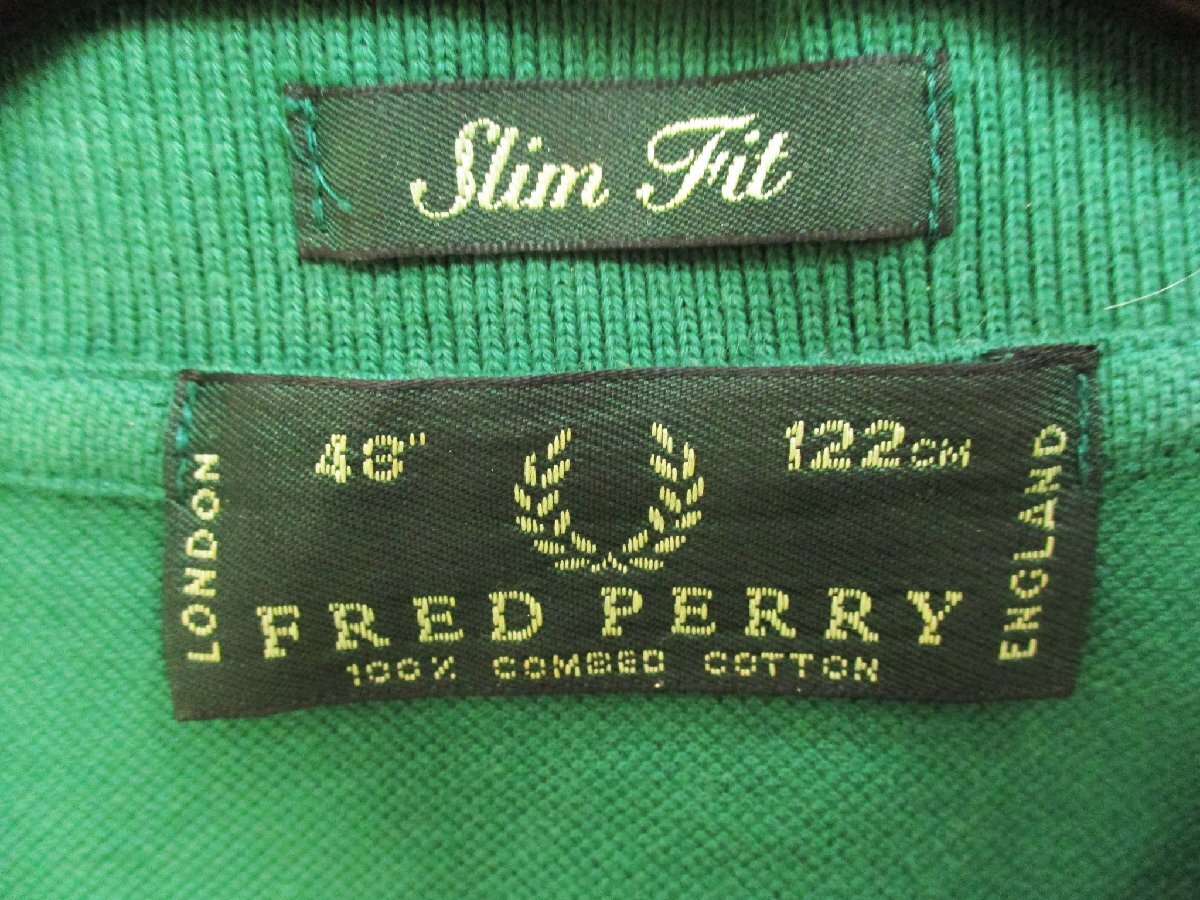 Slim Fit
48" 122CM
LONDON
FRED PERRY
100% COMBED COTTON
ENGLAND